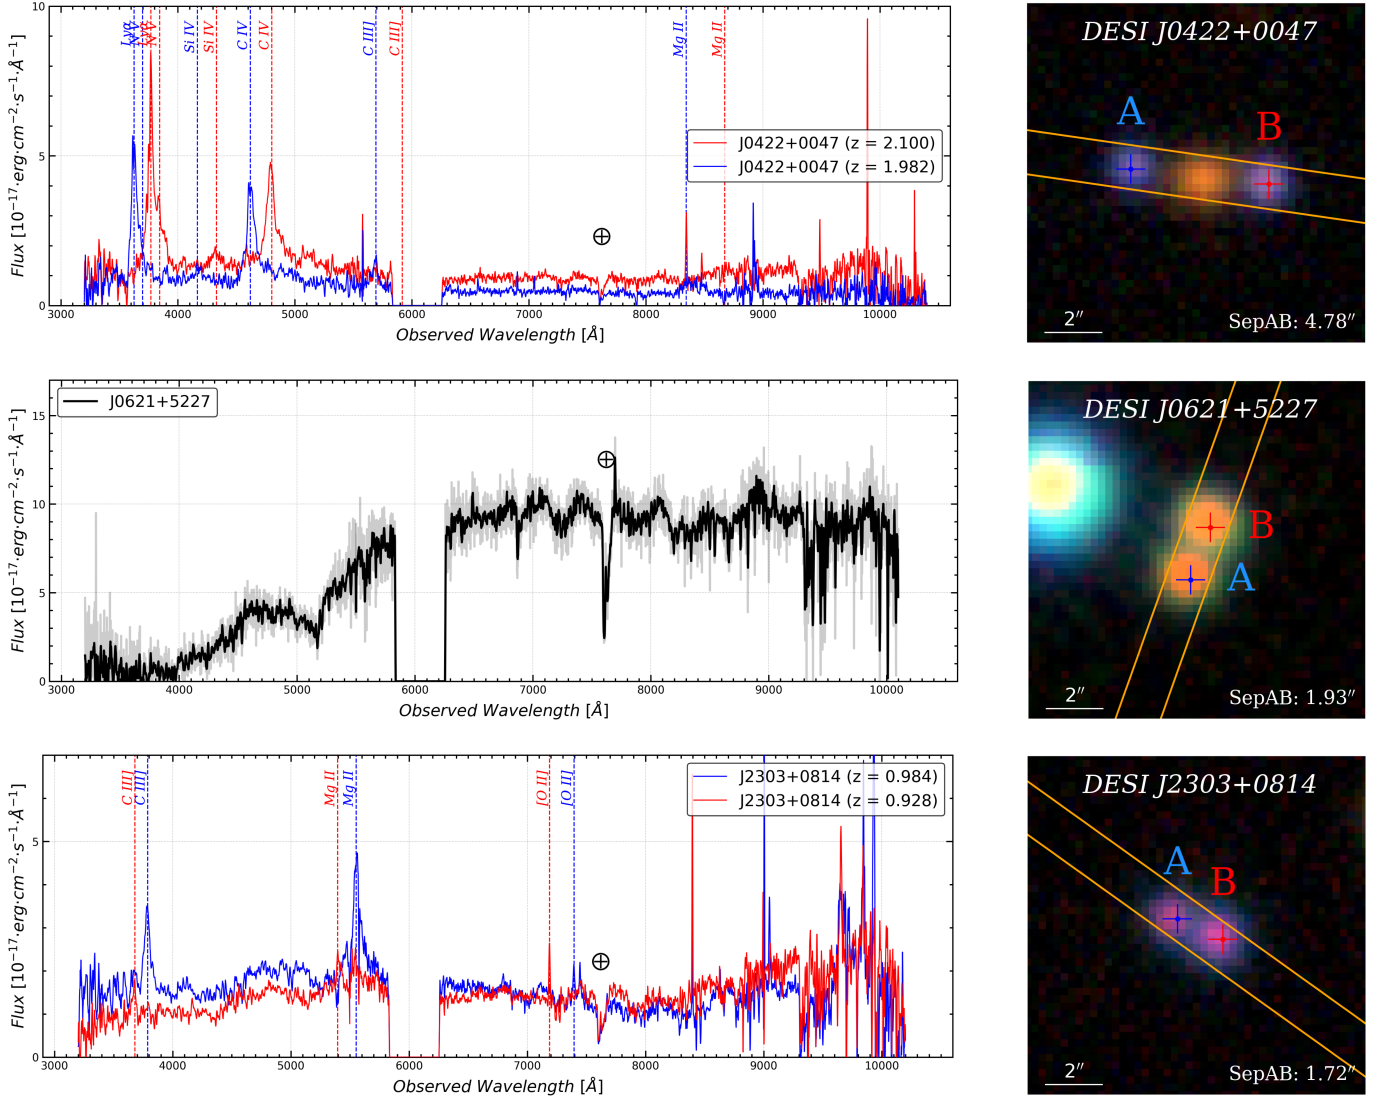 Lyα N V Lyα N V Si IV Si IV C IV C IV C III] C III] Mg II Mg II
J0422+0047 (z = 2.100)
J0422+0047 (z = 1.982)
Flux [10⁻¹⁷·erg·cm⁻²·s⁻¹·Å⁻¹]
10
5
0
3000 4000 5000 6000 7000 8000 9000 10000
Observed Wavelength [Å]
DESI J0422+0047
A
B
2″
SepAB: 4.78″
J0621+5227
Flux [10⁻¹⁷·erg·cm⁻²·s⁻¹·Å⁻¹]
15
10
5
0
3000 4000 5000 6000 7000 8000 9000 10000
Observed Wavelength [Å]
DESI J0621+5227
B
A
2″
SepAB: 1.93″
C III] C III] Mg II Mg II [O II] [O II]
J2303+0814 (z = 0.984)
J2303+0814 (z = 0.928)
Flux [10⁻¹⁷·erg·cm⁻²·s⁻¹·Å⁻¹]
5
0
3000 4000 5000 6000 7000 8000 9000 10000
Observed Wavelength [Å]
DESI J2303+0814
A
B
2″
SepAB: 1.72″